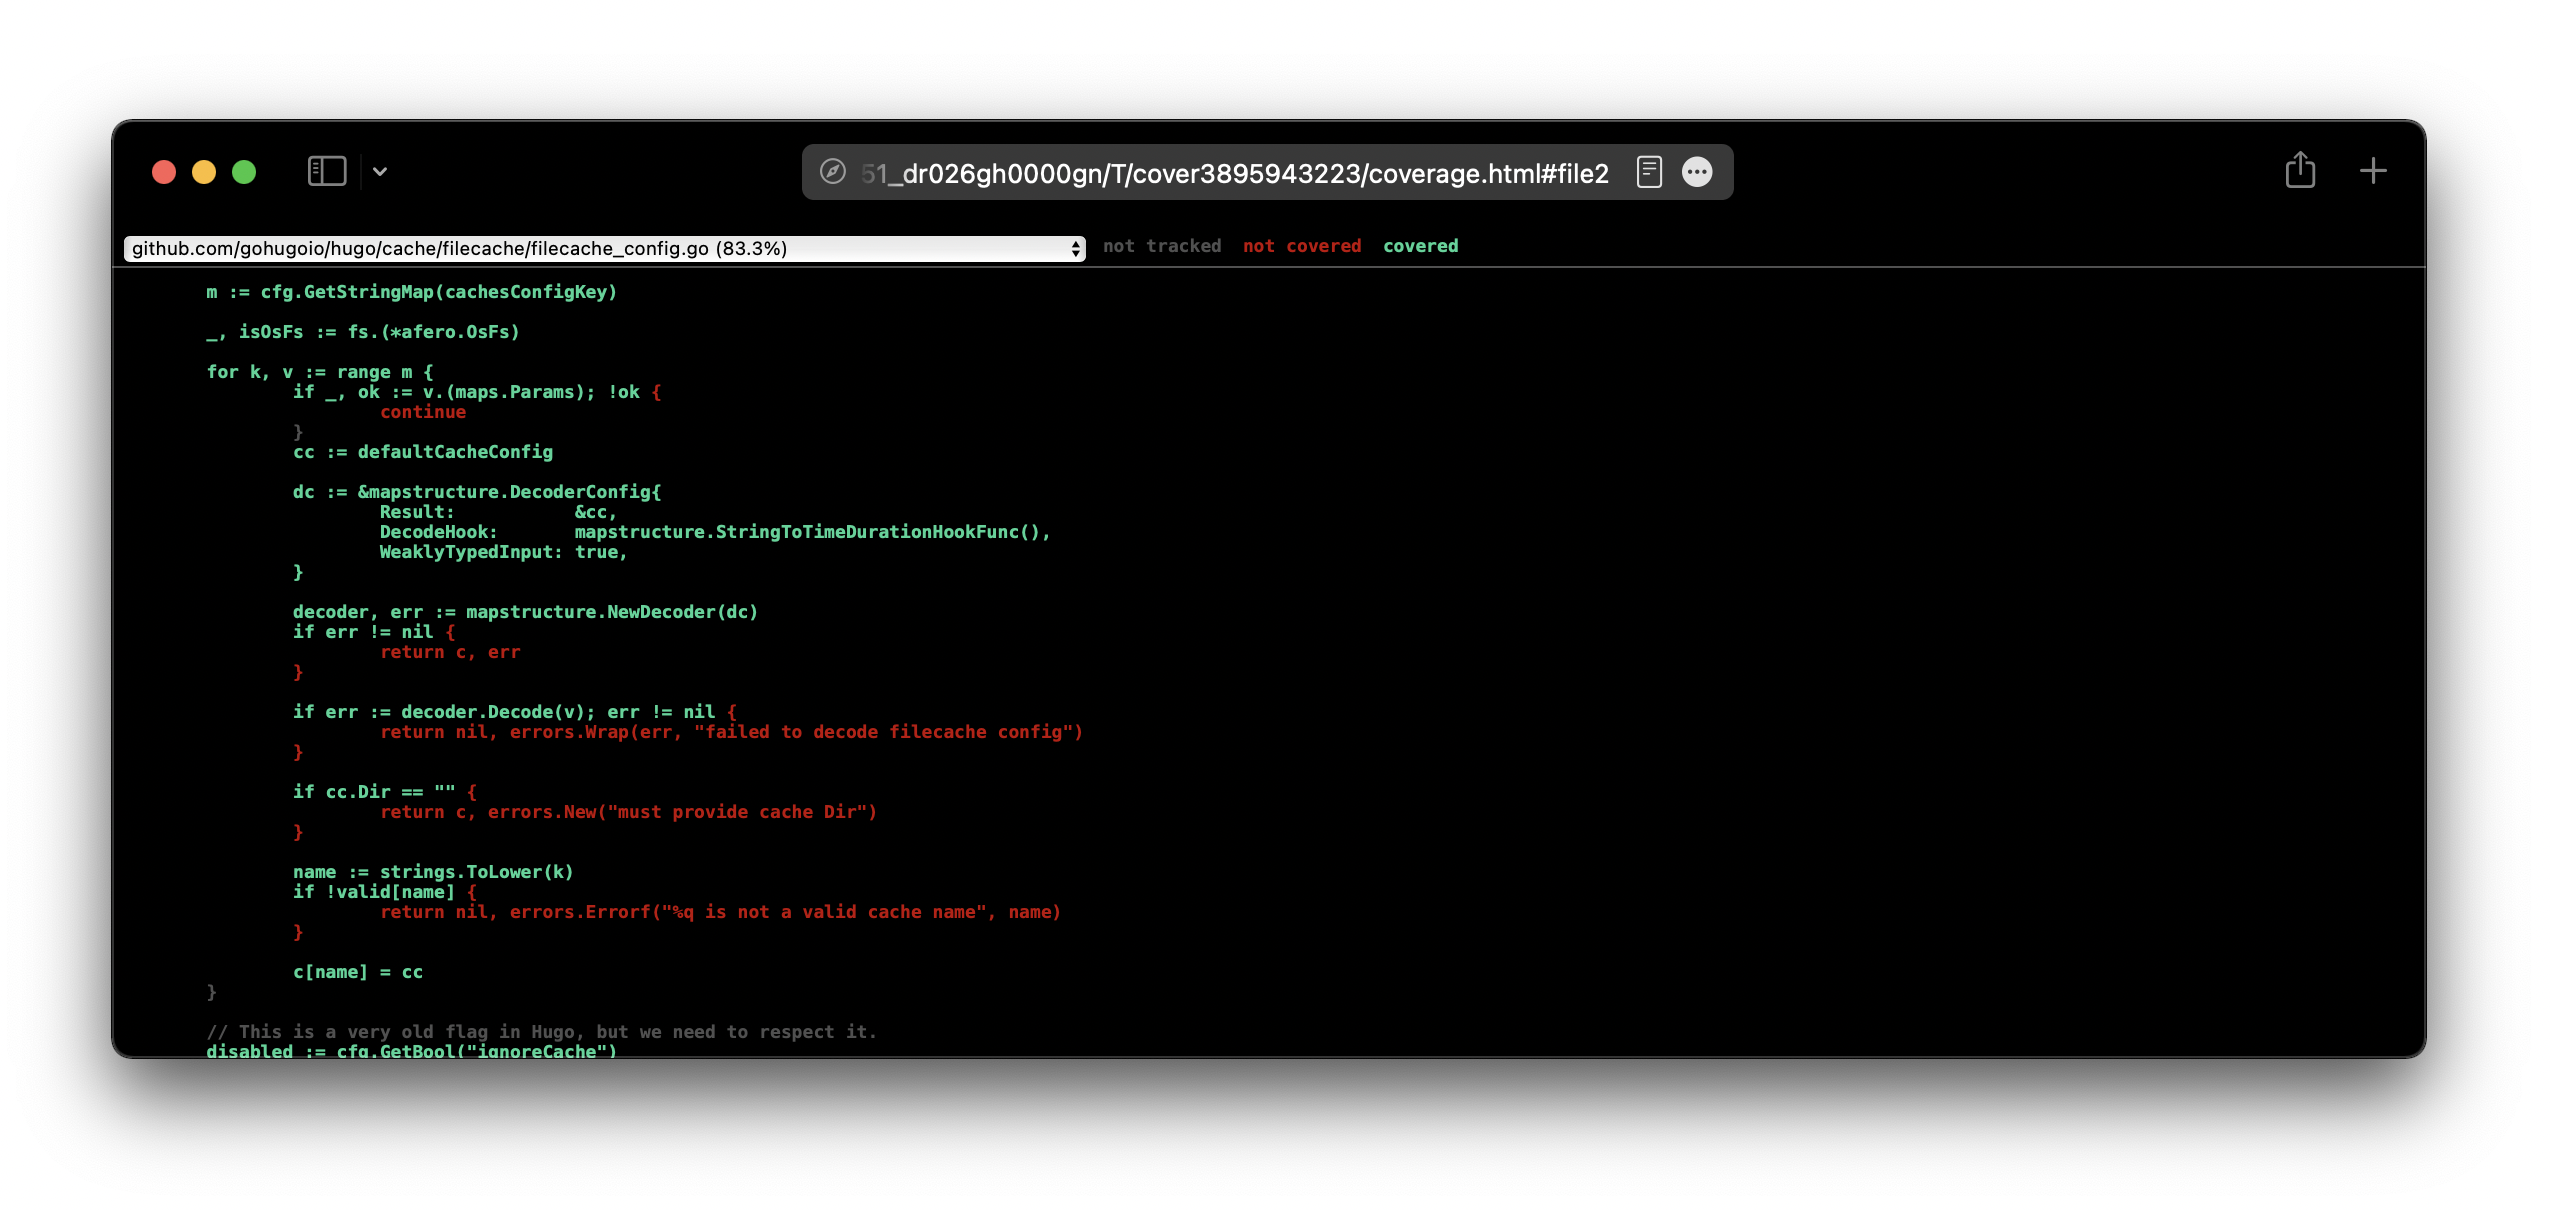 51_dr026gh0000gn/T/cover3895943223/coverage.html#file2
github.com/gohugoio/hugo/cache/filecache/filecache_config.go (83.3%) not tracked not covered covered
m := cfg.GetStringMap(cachesConfigKey)
_, isOsFs := fs.(*afero.OsFs)
for k, v := range m {
if _, ok := v.(maps.Params); !ok {
continue
}
cc := defaultCacheConfig
dc := &mapstructure.DecoderConfig{
Result: &cc,
DecodeHook: mapstructure.StringToTimeDurationHookFunc(),
WeaklyTypedInput: true,
}
decoder, err := mapstructure.NewDecoder(dc)
if err != nil {
return c, err
}
if err := decoder.Decode(v); err != nil {
return nil, errors.Wrap(err, "failed to decode filecache config")
}
if cc.Dir == "" {
return c, errors.New("must provide cache Dir")
}
name := strings.ToLower(k)
if !valid[name] {
return nil, errors.Errorf("%q is not a valid cache name", name)
}
c[name] = cc
}
// This is a very old flag in Hugo, but we need to respect it.
disabled := cfg.GetBool("ignoreCache")